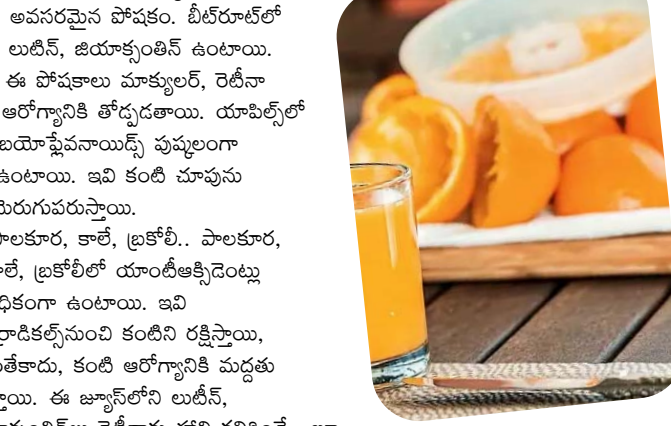 అవసరమైన పోషకం. బీట్‌రూట్‌లో
లుటిన్, జియాక్సంతిన్ ఉంటాయి.
ఈ పోషకాలు మాక్యులర్, రెటీనా
ఆరోగ్యానికి తోడ్పడతాయి. యాపిల్స్‌లో
బయోఫ్లేవనాయిడ్స్ పుష్కలంగా
ఉంటాయి. ఇవి కంటి చూపును
మెరుగుపరుస్తాయి.
పాలకూర, కాలే, బ్రకోలీ.. పాలకూర,
కాలే, బ్రకోలీలో యాంటీఆక్సిడెంట్లు
ధికంగా ఉంటాయి. ఇవి
రాడికల్స్‌నుంచి కంటిని రక్షిస్తాయి,
తేకాదు, కంటి ఆరోగ్యానికి మద్దతు
స్తాయి. ఈ జ్యూస్‌లోని లుటీన్,